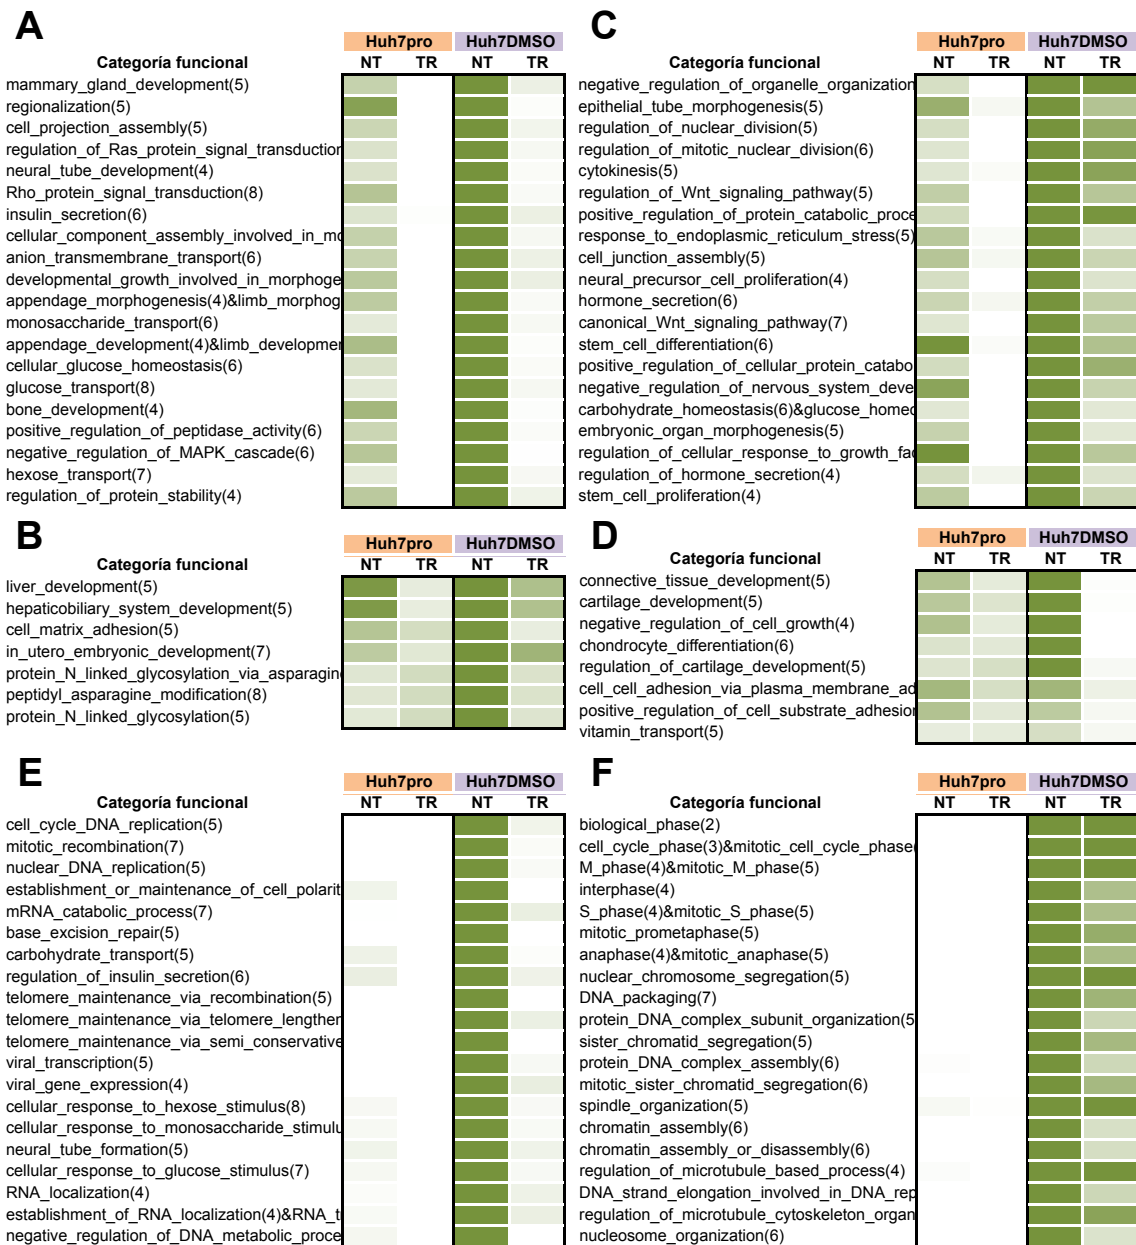 A
Huh7pro Huh7DMSO
Categoría funcional NT TR NT TR
mammary_gland_development(5)
regionalization(5)
cell_projection_assembly(5)
regulation_of_Ras_protein_signal_transduction
neural_tube_development(4)
Rho_protein_signal_transduction(8)
insulin_secretion(6)
cellular_component_assembly_involved_in_mo
anion_transmembrane_transport(6)
developmental_growth_involved_in_morphoge
appendage_morphogenesis(4)&limb_morphog
monosaccharide_transport(6)
appendage_development(4)&limb_developmen
cellular_glucose_homeostasis(6)
glucose_transport(8)
bone_development(4)
positive_regulation_of_peptidase_activity(6)
negative_regulation_of_MAPK_cascade(6)
hexose_transport(7)
regulation_of_protein_stability(4)
C
Huh7pro Huh7DMSO
Categoría funcional NT TR NT TR
negative_regulation_of_organelle_organization
epithelial_tube_morphogenesis(5)
regulation_of_nuclear_division(5)
regulation_of_mitotic_nuclear_division(6)
cytokinesis(5)
regulation_of_Wnt_signaling_pathway(5)
positive_regulation_of_protein_catabolic_proce
response_to_endoplasmic_reticulum_stress(5)
cell_junction_assembly(5)
neural_precursor_cell_proliferation(4)
hormone_secretion(6)
canonical_Wnt_signaling_pathway(7)
stem_cell_differentiation(6)
positive_regulation_of_cellular_protein_catabo
negative_regulation_of_nervous_system_deve
carbohydrate_homeostasis(6)&glucose_homeo
embryonic_organ_morphogenesis(5)
regulation_of_cellular_response_to_growth_fac
regulation_of_hormone_secretion(4)
stem_cell_proliferation(4)
B
Huh7pro Huh7DMSO
Categoría funcional NT TR NT TR
liver_development(5)
hepaticobiliary_system_development(5)
cell_matrix_adhesion(5)
in_utero_embryonic_development(7)
protein_N_linked_glycosylation_via_asparagin
peptidyl_asparagine_modification(8)
protein_N_linked_glycosylation(5)
D
Huh7pro Huh7DMSO
Categoría funcional NT TR NT TR
connective_tissue_development(5)
cartilage_development(5)
negative_regulation_of_cell_growth(4)
chondrocyte_differentiation(6)
regulation_of_cartilage_development(5)
cell_cell_adhesion_via_plasma_membrane_ad
positive_regulation_of_cell_substrate_adhesion
vitamin_transport(5)
E
Huh7pro Huh7DMSO
Categoría funcional NT TR NT TR
cell_cycle_DNA_replication(5)
mitotic_recombination(7)
nuclear_DNA_replication(5)
establishment_or_maintenance_of_cell_polarit
mRNA_catabolic_process(7)
base_excision_repair(5)
carbohydrate_transport(5)
regulation_of_insulin_secretion(6)
telomere_maintenance_via_recombination(5)
telomere_maintenance_via_telomere_lengthen
telomere_maintenance_via_semi_conservative
viral_transcription(5)
viral_gene_expression(4)
cellular_response_to_hexose_stimulus(8)
cellular_response_to_monosaccharide_stimulu
neural_tube_formation(5)
cellular_response_to_glucose_stimulus(7)
RNA_localization(4)
establishment_of_RNA_localization(4)&RNA_t
negative_regulation_of_DNA_metabolic_proce
F
Huh7pro Huh7DMSO
Categoría funcional NT TR NT TR
biological_phase(2)
cell_cycle_phase(3)&mitotic_cell_cycle_phase(
M_phase(4)&mitotic_M_phase(5)
interphase(4)
S_phase(4)&mitotic_S_phase(5)
mitotic_prometaphase(5)
anaphase(4)&mitotic_anaphase(5)
nuclear_chromosome_segregation(5)
DNA_packaging(7)
protein_DNA_complex_subunit_organization(5
sister_chromatid_segregation(5)
protein_DNA_complex_assembly(6)
mitotic_sister_chromatid_segregation(6)
spindle_organization(5)
chromatin_assembly(6)
chromatin_assembly_or_disassembly(6)
regulation_of_microtubule_based_process(4)
DNA_strand_elongation_involved_in_DNA_rep
regulation_of_microtubule_cytoskeleton_organ
nucleosome_organization(6)